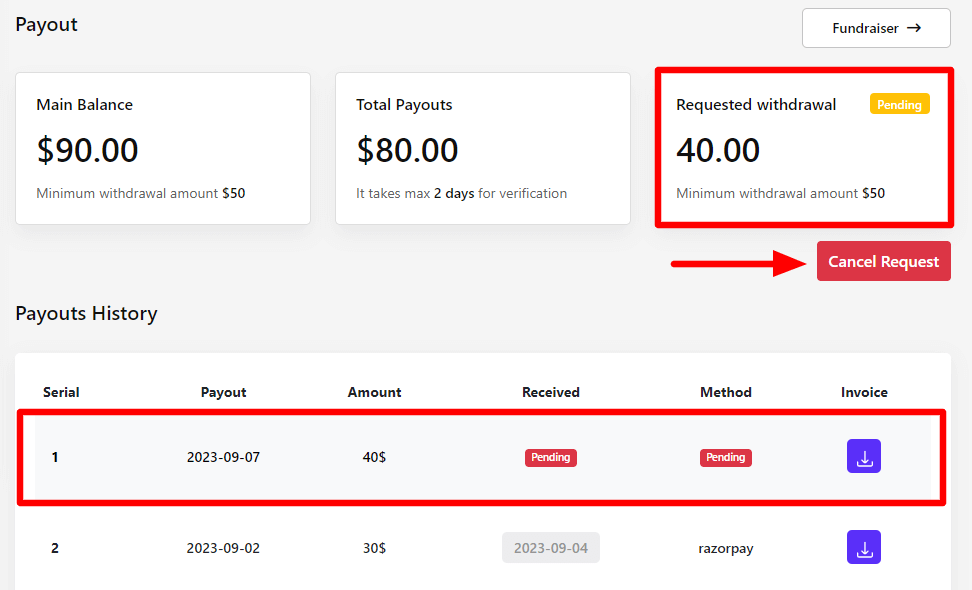 Payout
Fundraiser →
Main Balance
$90.00
Minimum withdrawal amount $50
Total Payouts
$80.00
It takes max 2 days for verification
Requested withdrawal Pending
40.00
Minimum withdrawal amount $50
Cancel Request
Payouts History
Serial Payout Amount Received Method Invoice
1 2023-09-07 40$ Pending Pending
2 2023-09-02 30$ 2023-09-04 razorpay